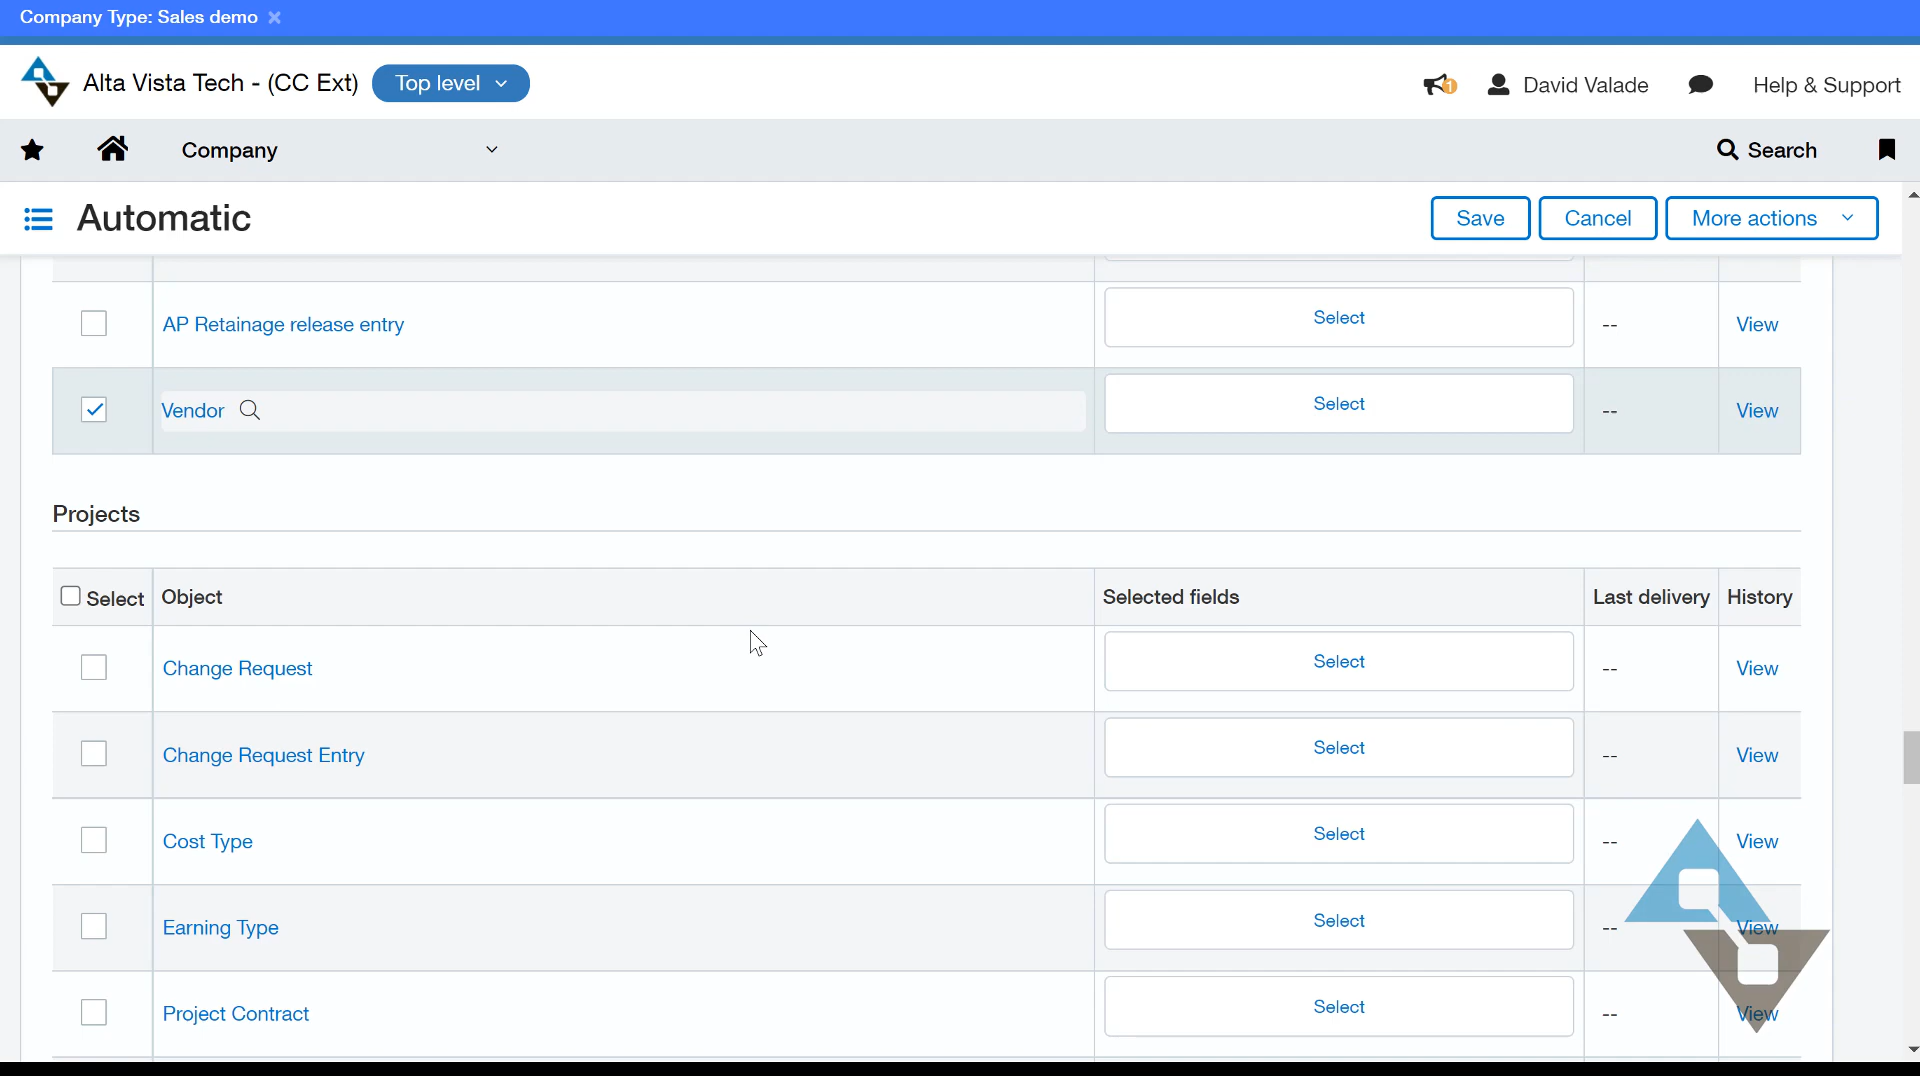 Company Type: Sales demo
Alta Vista Tech - (CC Ext) Top level 1 David Valade Help & Support
Company Search
Automatic Save Cancel More actions
AP Retainage release entry Select -- View
Vendor Select -- View
Projects
Select Object Selected fields Last delivery History
Change Request Select -- View
Change Request Entry Select -- View
Cost Type Select -- View
Earning Type Select -- View
Project Contract Select -- View